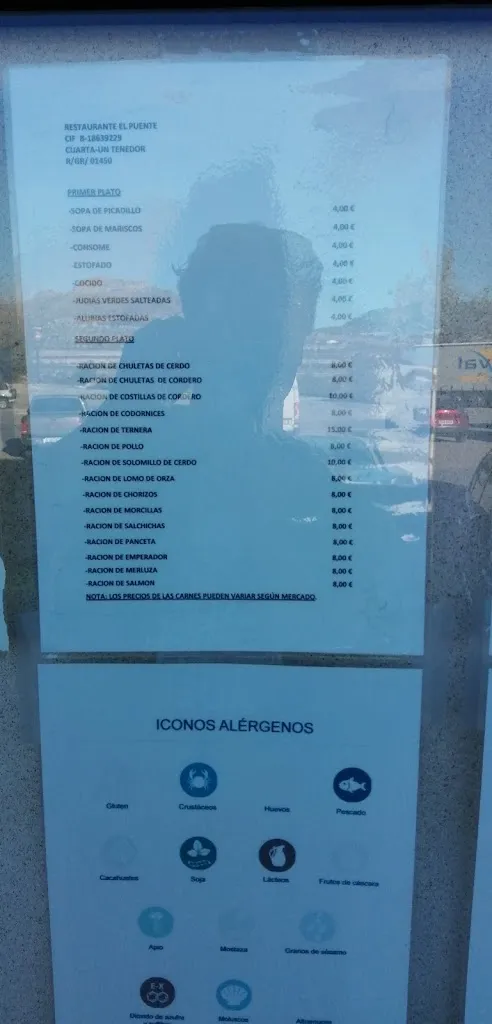 RESTAURANTE EL PUENTE
CIF B-18639229
CUARTA-UN TENEDOR
R/GR/ 01450
PRIMER PLATO
-SOPA DE PICADILLO 4,00 €
-SOPA DE MARISCOS 4,00 €
-CONSOME 4,00 €
-ESTOFADO 4,00 €
-COCIDO 4,00 €
-JUDIAS VERDES SALTEADAS 4,00 €
-ALUBIAS ESTOFADAS 4,00 €
SEGUNDO PLATO
-RACION DE CHULETAS DE CERDO 8,00 €
-RACION DE CHULETAS DE CORDERO 8,00 €
-RACION DE COSTILLAS DE CORDERO 10,00 €
-RACION DE CODORNICES 8,00 €
-RACION DE TERNERA 15,00 €
-RACION DE POLLO 8,00 €
-RACION DE SOLOMILLO DE CERDO 10,00 €
-RACION DE LOMO DE ORZA 8,00 €
-RACION DE CHORIZOS 8,00 €
-RACION DE MORCILLAS 8,00 €
-RACION DE SALCHICHAS 8,00 €
-RACION DE PANCETA 8,00 €
-RACION DE EMPERADOR 8,00 €
-RACION DE MERLUZA 8,00 €
-RACION DE SALMON 8,00 €
NOTA: LOS PRECIOS DE LAS CARNES PUEDEN VARIAR SEGÚN MERCADO.
ICONOS ALÉRGENOS
Gluten Crustáceos Huevos Pescado
Cacahuetes Soja Lácteos Frutos de cáscara
Apio Mostaza Granos de sésamo
E-X
Dióxido de azufre Moluscos Altramuces